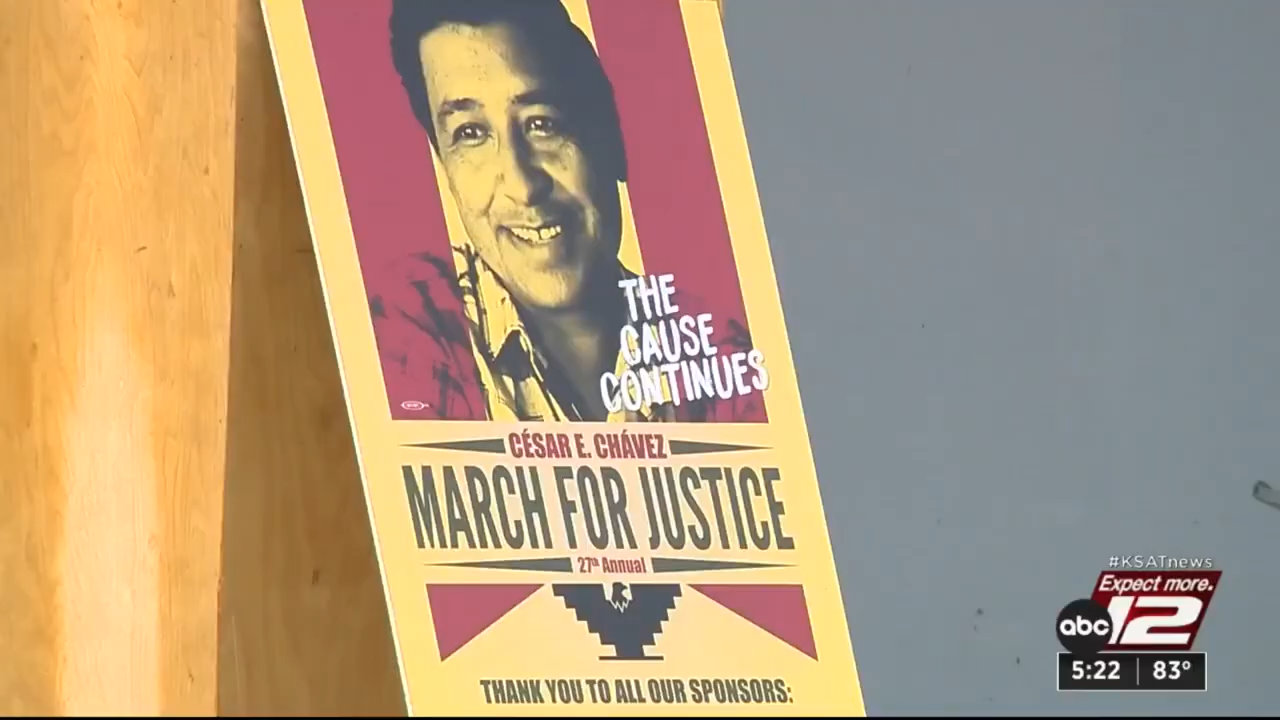 THE
CAUSE
CONTINUES
CÉSAR E. CHÁVEZ
MARCH FOR JUSTICE
27th Annual
THANK YOU TO ALL OUR SPONSORS:
#KSATnews
Expect more.
abc 12
5:22 83°